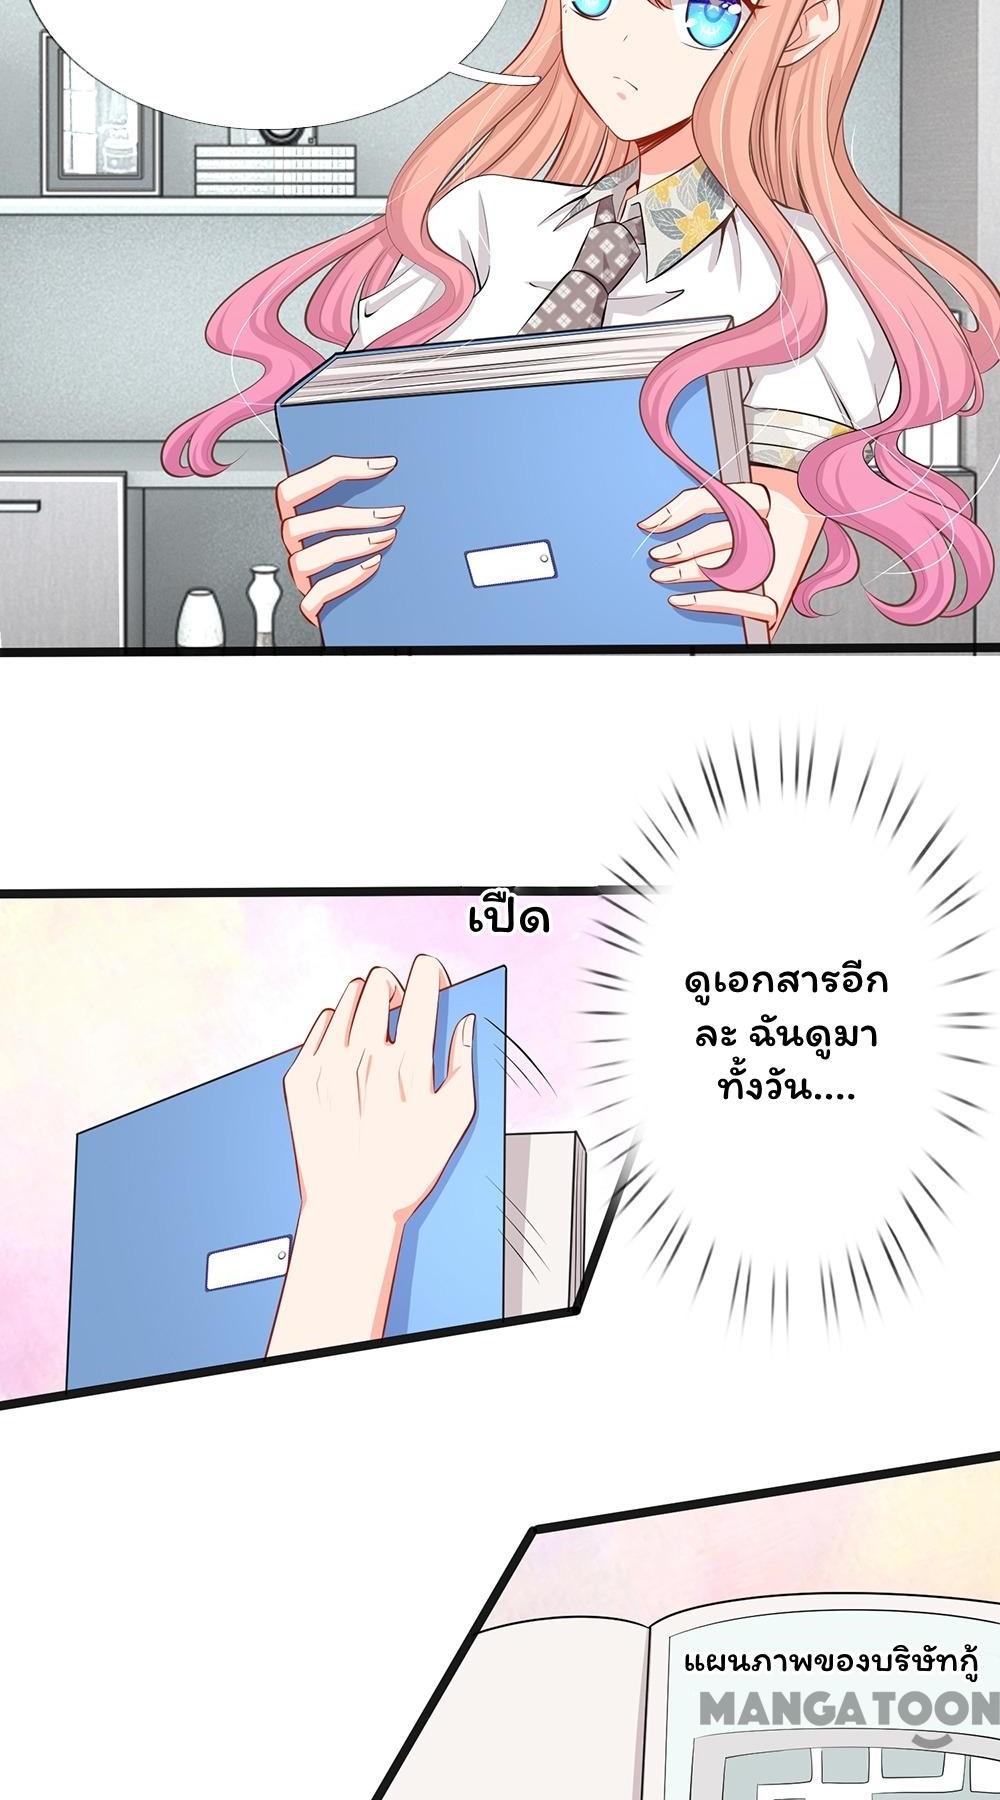 เปิด
ดูเอกสารอีก
ละ ฉันดูมา
ทั้งวัน....
แผนภาพของบริษัทกู้
MANGATOON